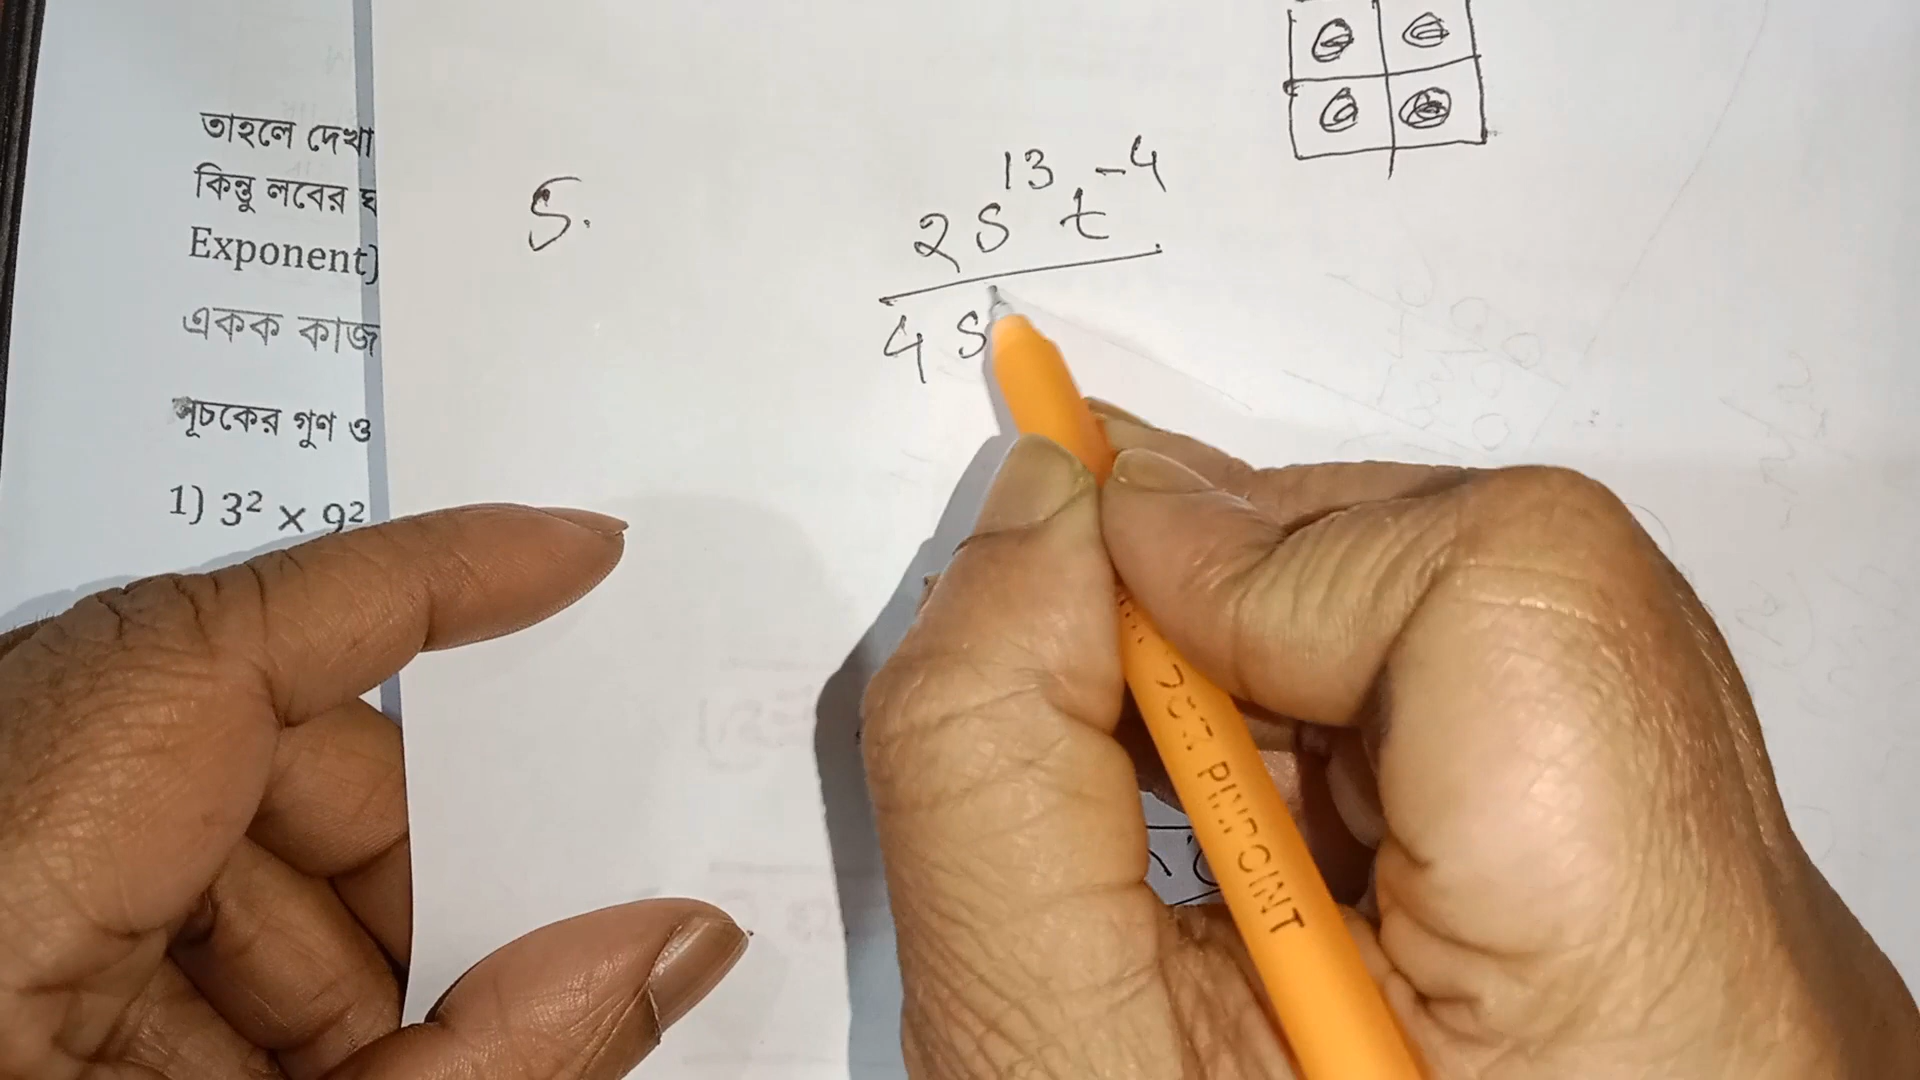 তাহলে দেখা
কিন্তু লবের
Exponent)
একক কাজ
সূচকের গুণ ও
1) 3² × 9²
5.
2s¹³t⁻⁴
4s
PINPOINT